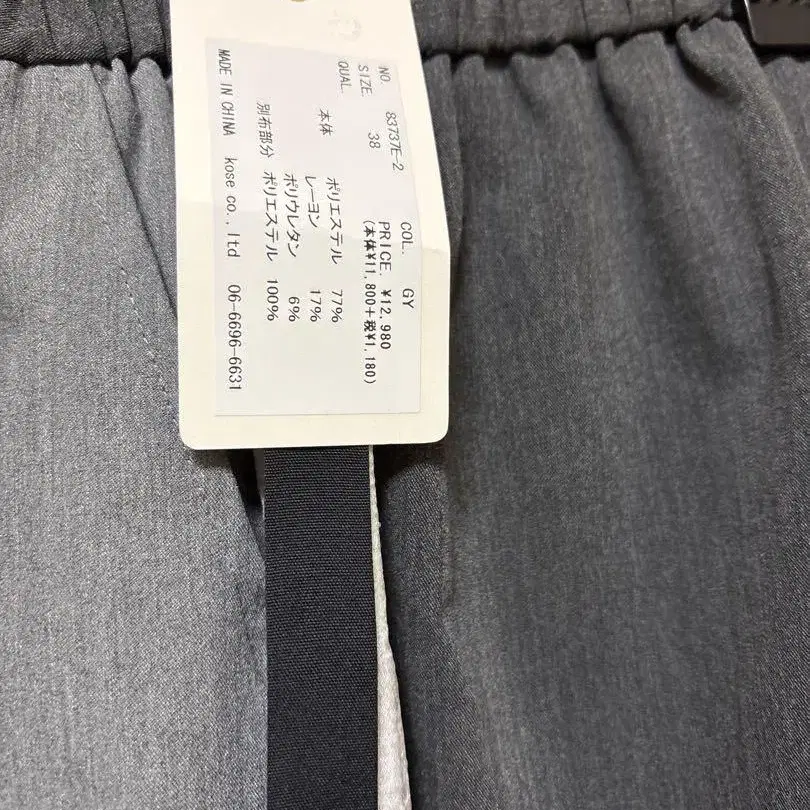 NO. 83737E-2 COL. GY
SIZE. 38 PRICE. ¥12,980
QUAL. (本体¥11,800+税¥1,180)
本体 ポリエステル 77%
レーヨン 17%
ポリウレタン 6%
別布部分 ポリエステル 100%
MADE IN CHINA kose co., ltd 06-6696-6631